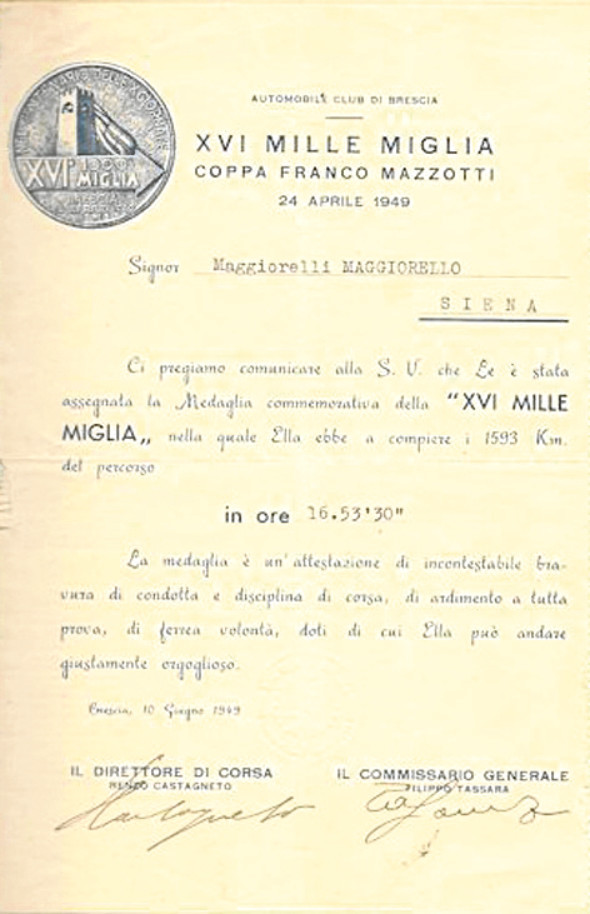 AUTOMOBILE CLUB DI BRESCIA
XVI MILLE MIGLIA
COPPA FRANCO MAZZOTTI
24 APRILE 1949
XVIª 1000
MIGLIA
Signor Maggiorelli MAGGIORELLO
SIENA
Ci pregiamo comunicare alla S. V. che Le è stata
assegnata la Medaglia commemorativa della "XVI MILLE
MIGLIA„ nella quale Ella ebbe a compiere i 1593 Km.
del percorso
in ore 16.53'30"
La medaglia è un'attestazione di incontestabile bra-
vura di condotta e disciplina di corsa, di ardimento a tutta
prova, di ferrea volontà, doti di cui Ella può andare
giustamente orgoglioso.
Brescia, 10 Giugno 1949
IL DIRETTORE DI CORSA
RENZO CASTAGNETO
IL COMMISSARIO GENERALE
FILIPPO TASSARA